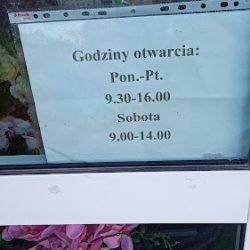 Godziny otwarcia:
Pon.-Pt.
9.30-16.00
Sobota
9.00-14.00